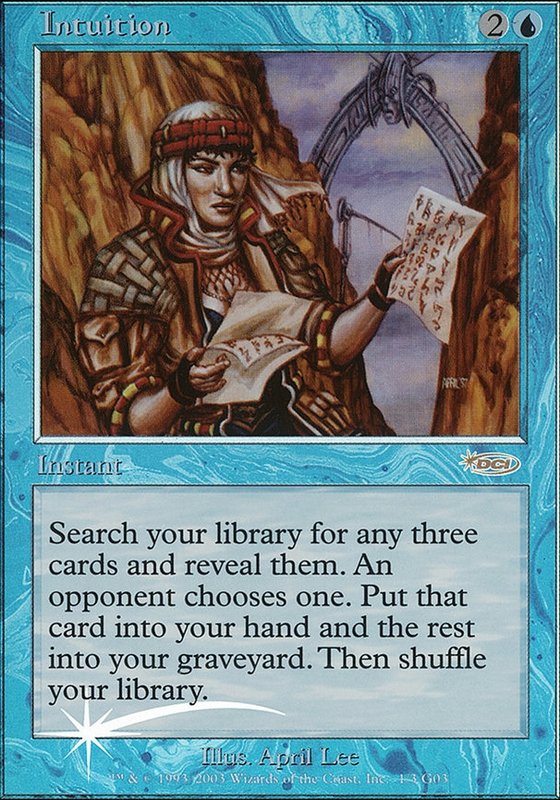 Intuition 2
APRIL '97
Instant DCI
Search your library for any three
cards and reveal them. An
opponent chooses one. Put that
card into your hand and the rest
into your graveyard. Then shuffle
your library.
Illus. April Lee
™ & © 1993-2003 Wizards of the Coast, Inc. 1/3 G03